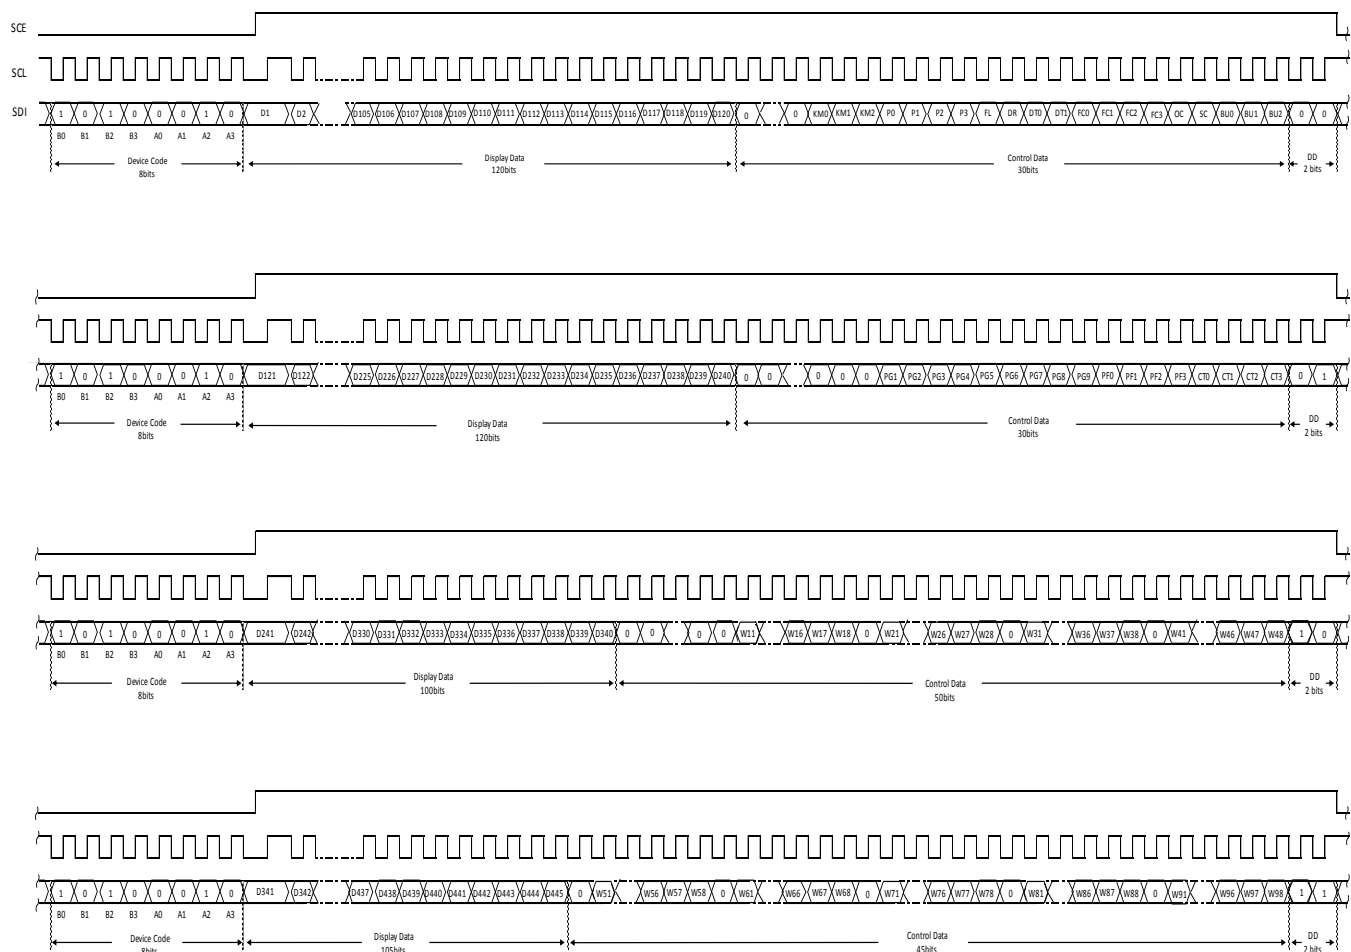 SCE
SCL
SDI 1 0 1 0 0 0 1 0 D1 D2 D105 D106 D107 D108 D109 D110 D111 D112 D113 D114 D115 D116 D117 D118 D119 D120 0 0 KM0 KM1 KM2 P0 P1 P2 P3 FL DR DT0 DT1 FC0 FC1 FC2 FC3 OC SC BU0 BU1 BU2 0 0
B0 B1 B2 B3 A0 A1 A2 A3
Device Code Display Data Control Data DD
8bits 120bits 30bits 2 bits
1 0 1 0 0 0 1 0 D121 D122 D225 D226 D227 D228 D229 D230 D231 D232 D233 D234 D235 D236 D237 D238 D239 D240 0 0 0 0 0 PG1 PG2 PG3 PG4 PG5 PG6 PG7 PG8 PG9 PF0 PF1 PF2 PF3 CT0 CT1 CT2 CT3 0 1
B0 B1 B2 B3 A0 A1 A2 A3
Device Code Display Data Control Data DD
8bits 120bits 30bits 2 bits
1 0 1 0 0 0 1 0 D241 D242 D330 D331 D332 D333 D334 D335 D336 D337 D338 D339 D340 0 0 0 0 W11 W16 W17 W18 0 W21 W26 W27 W28 0 W31 W36 W37 W38 0 W41 W46 W47 W48 1 0
B0 B1 B2 B3 A0 A1 A2 A3
Device Code Display Data Control Data DD
8bits 100bits 50bits 2 bits
1 0 1 0 0 0 1 0 D341 D342 D437 D438 D439 D440 D441 D442 D443 D444 D445 0 W51 W56 W57 W58 0 W61 W66 W67 W68 0 W71 W76 W77 W78 0 W81 W86 W87 W88 0 W91 W96 W97 W98 1 1
B0 B1 B2 B3 A0 A1 A2 A3
Device Code Display Data Control Data DD
8bits 105bits 45bits 2 bits